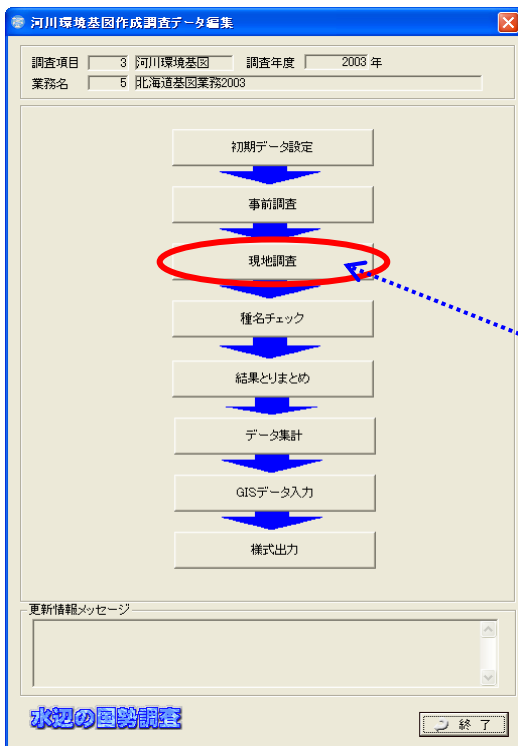 河川環境基図作成調査データ編集
調査項目 3 河川環境基図 調査年度 2003 年
業務名 5 北海道基図業務2003
初期データ設定
事前調査
現地調査
種名チェック
結果とりまとめ
データ集計
GISデータ入力
様式出力
更新情報メッセージ
水辺の国勢調査
終 了